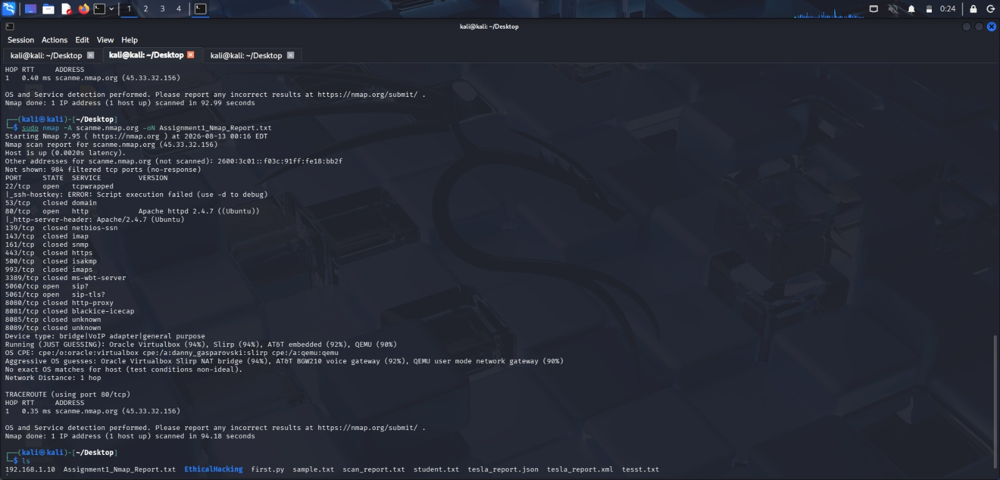 1 2 3 4 0:24
kali@kali: ~/Desktop
Session Actions Edit View Help
kali@kali: ~/Desktop kali@kali: ~/Desktop kali@kali: ~/Desktop
HOP RTT     ADDRESS
1   0.40 ms scanme.nmap.org (45.33.32.156)
OS and Service detection performed. Please report any incorrect results at https://nmap.org/submit/ .
Nmap done: 1 IP address (1 host up) scanned in 92.99 seconds
┌──(kali㉿kali)-[~/Desktop]
└─$ sudo nmap -A scanme.nmap.org -oN Assignment1_Nmap_Report.txt
Starting Nmap 7.95 ( https://nmap.org ) at 2026-08-13 00:16 EDT
Nmap scan report for scanme.nmap.org (45.33.32.156)
Host is up (0.0020s latency).
Other addresses for scanme.nmap.org (not scanned): 2600:3c01::f03c:91ff:fe18:bb2f
Not shown: 984 filtered tcp ports (no-response)
PORT     STATE  SERVICE         VERSION
22/tcp   open   tcpwrapped
|_ssh-hostkey: ERROR: Script execution failed (use -d to debug)
53/tcp   closed domain
80/tcp   open   http            Apache httpd 2.4.7 ((Ubuntu))
|_http-server-header: Apache/2.4.7 (Ubuntu)
139/tcp  closed netbios-ssn
143/tcp  closed imap
161/tcp  closed snmp
443/tcp  closed https
500/tcp  closed isakmp
993/tcp  closed imaps
3389/tcp closed ms-wbt-server
5060/tcp open   sip?
5061/tcp open   sip-tls?
8080/tcp closed http-proxy
8081/tcp closed blackice-icecap
8085/tcp closed unknown
8089/tcp closed unknown
Device type: bridge|VoIP adapter|general purpose
Running (JUST GUESSING): Oracle Virtualbox (94%), Slirp (94%), AT&T embedded (92%), QEMU (90%)
OS CPE: cpe:/o:oracle:virtualbox cpe:/a:danny_gasparovski:slirp cpe:/a:qemu:qemu
Aggressive OS guesses: Oracle Virtualbox Slirp NAT bridge (94%), AT&T BGW210 voice gateway (92%), QEMU user mode network gateway (90%)
No exact OS matches for host (test conditions non-ideal).
Network Distance: 1 hop
TRACEROUTE (using port 80/tcp)
HOP RTT     ADDRESS
1   0.35 ms scanme.nmap.org (45.33.32.156)
OS and Service detection performed. Please report any incorrect results at https://nmap.org/submit/ .
Nmap done: 1 IP address (1 host up) scanned in 94.18 seconds
┌──(kali㉿kali)-[~/Desktop]
└─$ ls
192.168.1.10  Assignment1_Nmap_Report.txt  EthicalHacking  first.py  sample.txt  scan_report.txt  student.txt  tesla_report.json  tesla_report.xml  tesst.txt